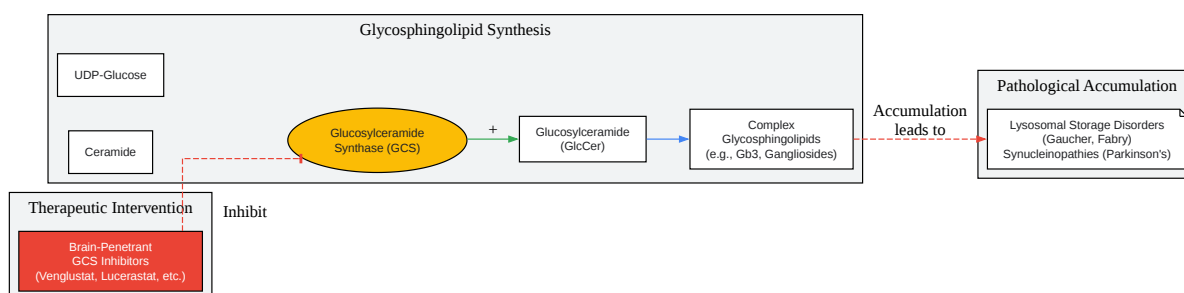 Glycosphingolipid Synthesis
UDP-Glucose
Ceramide
Glucosylceramide
Synthase (GCS)
+
Glucosylceramide
(GlcCer)
Complex
Glycosphingolipids
(e.g., Gb3, Gangliosides)
Accumulation
leads to
Pathological Accumulation
Lysosomal Storage Disorders
(Gaucher, Fabry)
Synucleinopathies (Parkinson's)
Therapeutic Intervention
Inhibit
Brain-Penetrant
GCS Inhibitors
(Venglustat, Lucerastat, etc.)